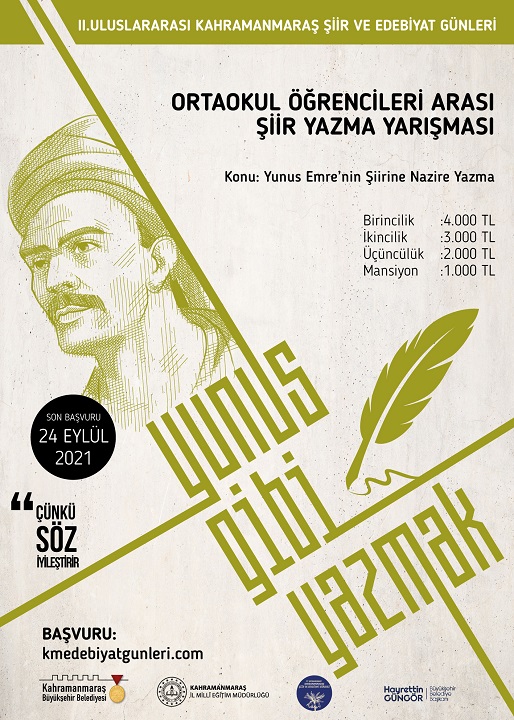 II.ULUSLARARASI KAHRAMANMARAŞ ŞİİR VE EDEBİYAT GÜNLERİ
ORTAOKUL ÖĞRENCİLERİ ARASI
ŞİİR YAZMA YARIŞMASI
Konu: Yunus Emre'nin Şiirine Nazire Yazma
Birincilik :4.000 TL
İkincilik :3.000 TL
Üçüncülük :2.000 TL
Mansiyon :1.000 TL
yunus
gibi
yazmak
SON BAŞVURU
24 EYLÜL
2021
“ÇÜNKÜ
SÖZ
İYİLEŞTİRİR
BAŞVURU:
kmedebiyatgunleri.com
Kahramanmaraş
Büyükşehir Belediyesi
KAHRAMANMARAŞ
İL MİLLİ EĞİTİM MÜDÜRLÜĞÜ
Hayrettin
GÜNGÖR
Büyükşehir
Belediye
Başkanı